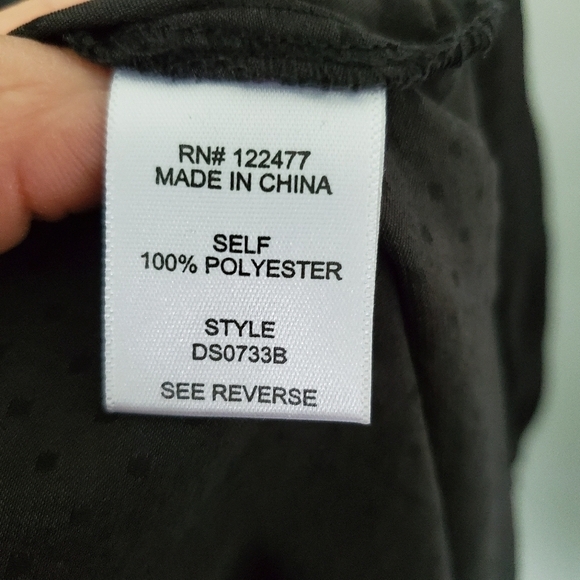 RN# 122477
MADE IN CHINA
SELF
100% POLYESTER
STYLE
DS0733B
SEE REVERSE